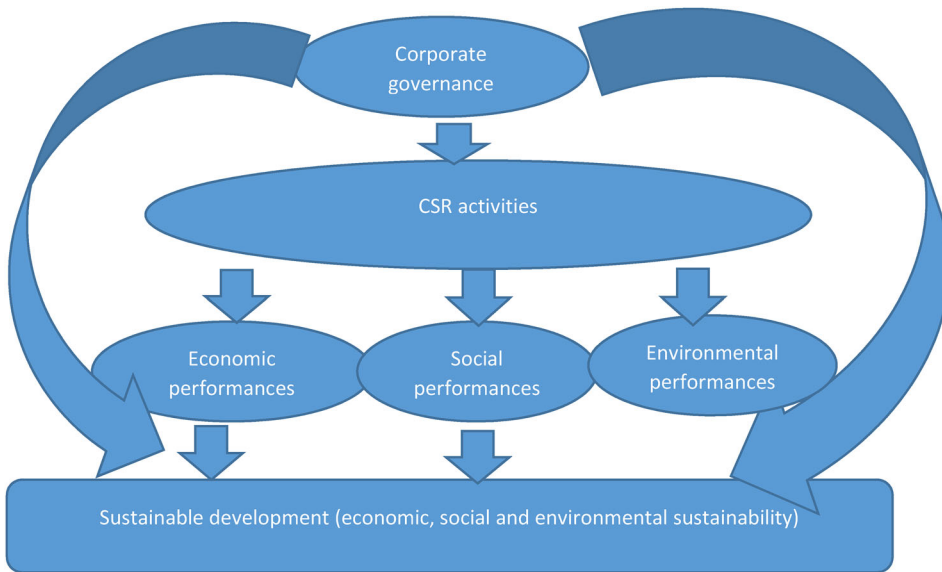 Corporate
governance
CSR activities
Economic
performances
Social
performances
Environmental
performances
Sustainable development (economic, social and environmental sustainability)